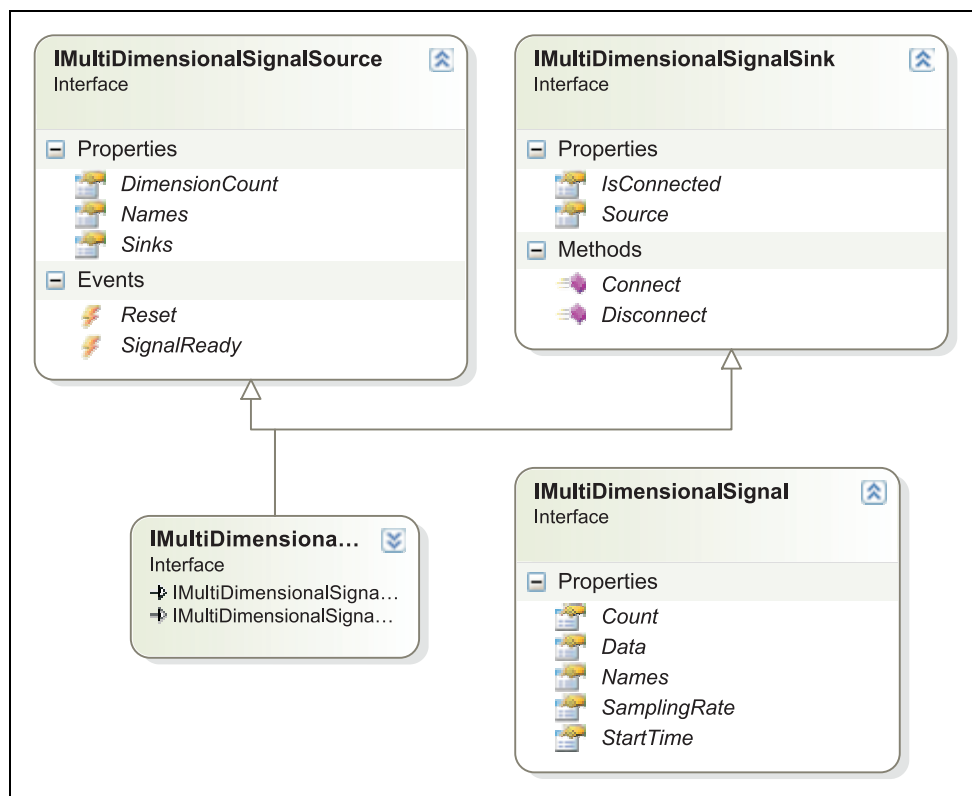 IMultiDimensionalSignalSource
Interface
Properties
DimensionCount
Names
Sinks
Events
Reset
SignalReady
IMultiDimensionalSignalSink
Interface
Properties
IsConnected
Source
Methods
Connect
Disconnect
IMultiDimensiona...
Interface
IMultiDimensionalSigna...
IMultiDimensionalSigna...
IMultiDimensionalSignal
Interface
Properties
Count
Data
Names
SamplingRate
StartTime